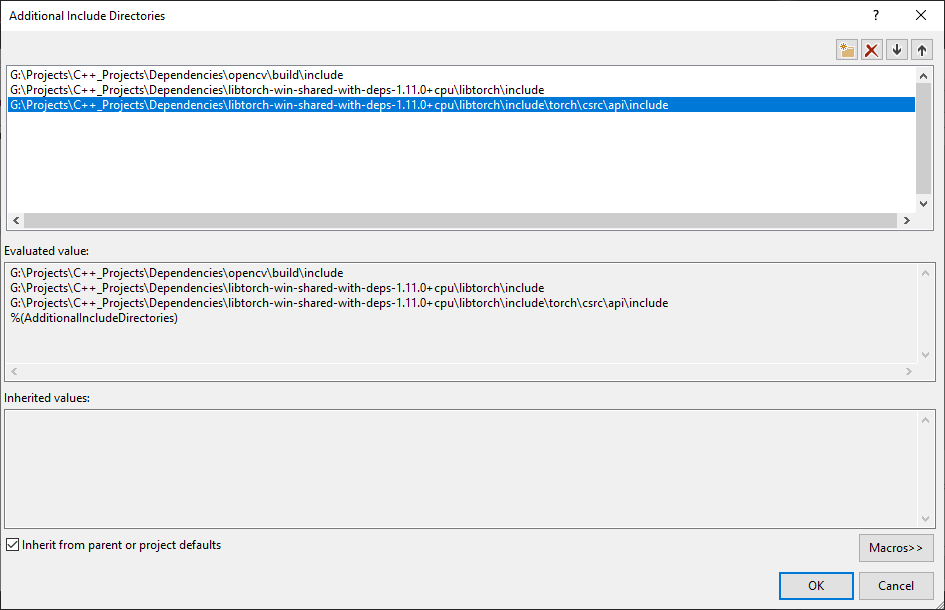 Additional Include Directories
?
G:\Projects\C++_Projects\Dependencies\opencv\build\include
G:\Projects\C++_Projects\Dependencies\libtorch-win-shared-with-deps-1.11.0+cpu\libtorch\include
G:\Projects\C++_Projects\Dependencies\libtorch-win-shared-with-deps-1.11.0+cpu\libtorch\include\torch\csrc\api\include
Evaluated value:
G:\Projects\C++_Projects\Dependencies\opencv\build\include
G:\Projects\C++_Projects\Dependencies\libtorch-win-shared-with-deps-1.11.0+cpu\libtorch\include
G:\Projects\C++_Projects\Dependencies\libtorch-win-shared-with-deps-1.11.0+cpu\libtorch\include\torch\csrc\api\include
%(AdditionalIncludeDirectories)
Inherited values:
Inherit from parent or project defaults
Macros>>
OK
Cancel